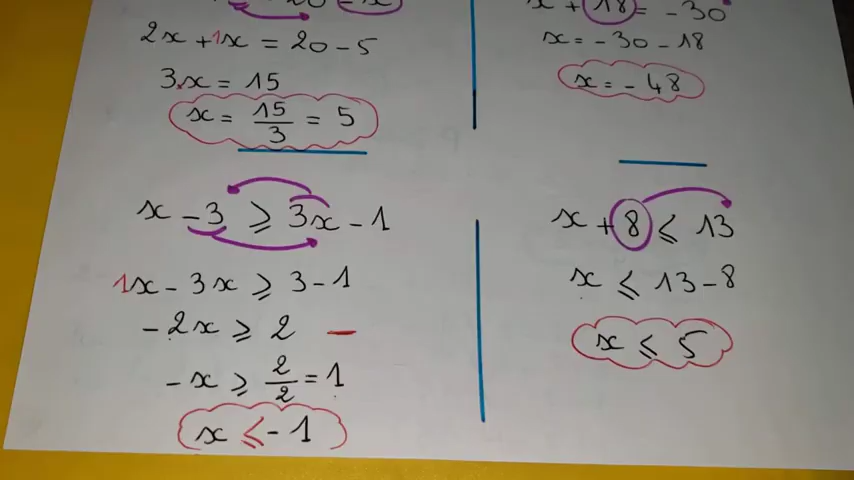 2x + 1x = 20 - 5
3x = 15
x = 15/3 = 5
x + 18 = -30
x = -30 - 18
x = -48
x - 3 ⩾ 3x - 1
1x - 3x ⩾ 3 - 1
-2x ⩾ 2 -
-x ⩾ 2/2 = 1
x ⩽ -1
x + 8 ⩽ 13
x ⩽ 13 - 8
x ⩽ 5